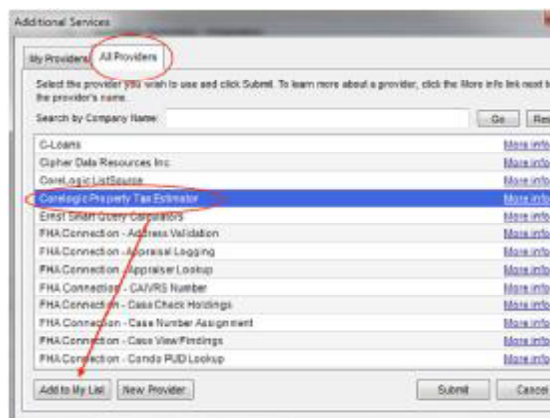 Additional Services
My Providers All Providers
Select the provider you wish to use and click Submit. To learn more about a provider, click the More info link next to
the provider's name.
Search by Company Name: Go
C-Loans More info
Cipher Data Resources Inc. More info
CoreLogic ListSource More info
Corelogic Property Tax Estimator More info
Ernst Smart Query Calculators More info
FHA Connection - Address Validation More info
FHA Connection - Appraisal Logging More info
FHA Connection - Appraiser Lookup More info
FHA Connection - CAIVRS Number More info
FHA Connection - Case Check Holdings More info
FHA Connection - Case Number Assignment More info
FHA Connection - Case View/Findings More info
FHA Connection - Condo PUD Lookup More info
Add to My List New Provider Submit Cancel